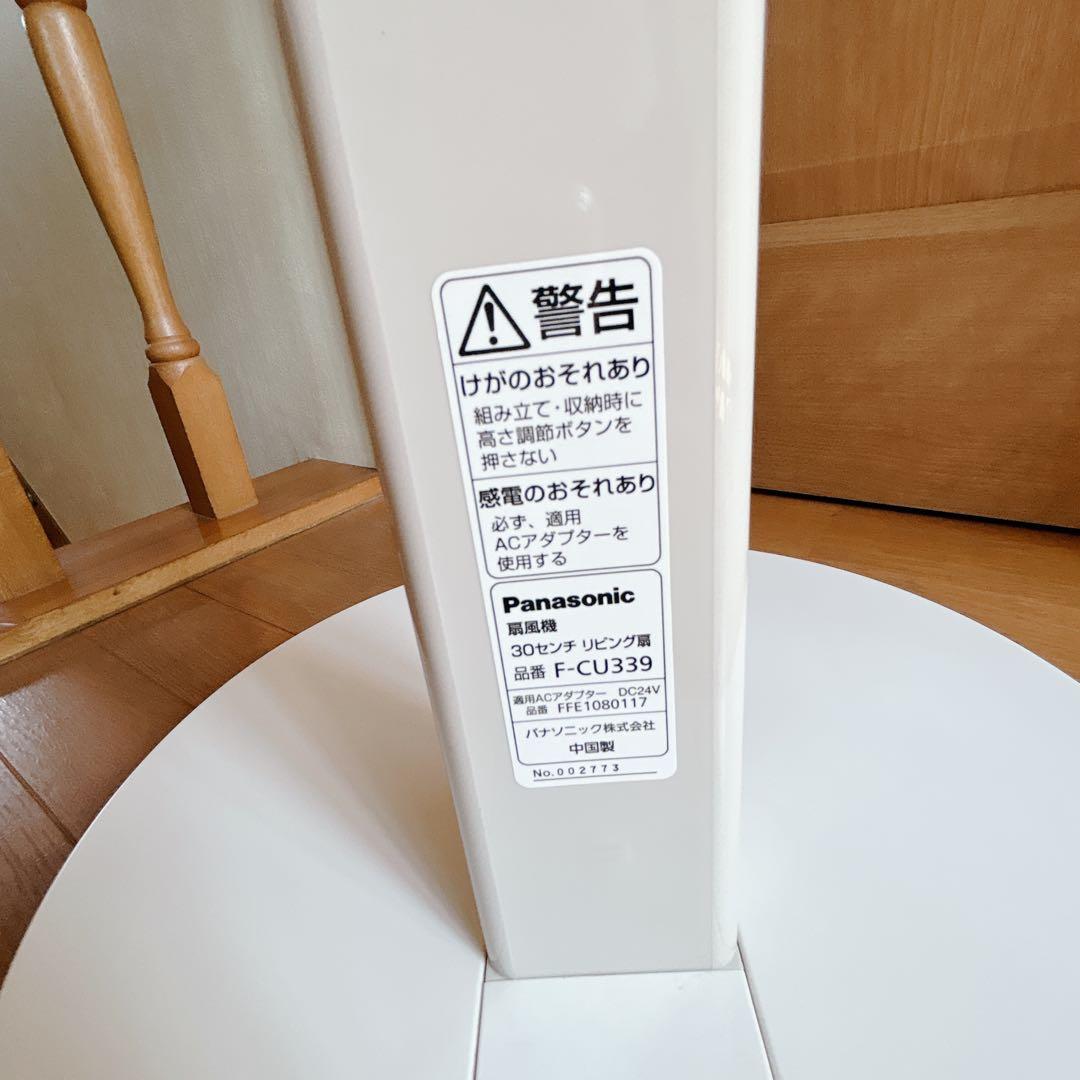 警告
けがのおそれあり
組み立て・収納時に
高さ調節ボタンを
押さない
感電のおそれあり
必ず、適用
ACアダプターを
使用する
Panasonic
扇風機
30センチ リビング扇
品番 F-CU339
適用ACアダプター DC24V
品番 FFE1080117
パナソニック株式会社
中国製
No.002773